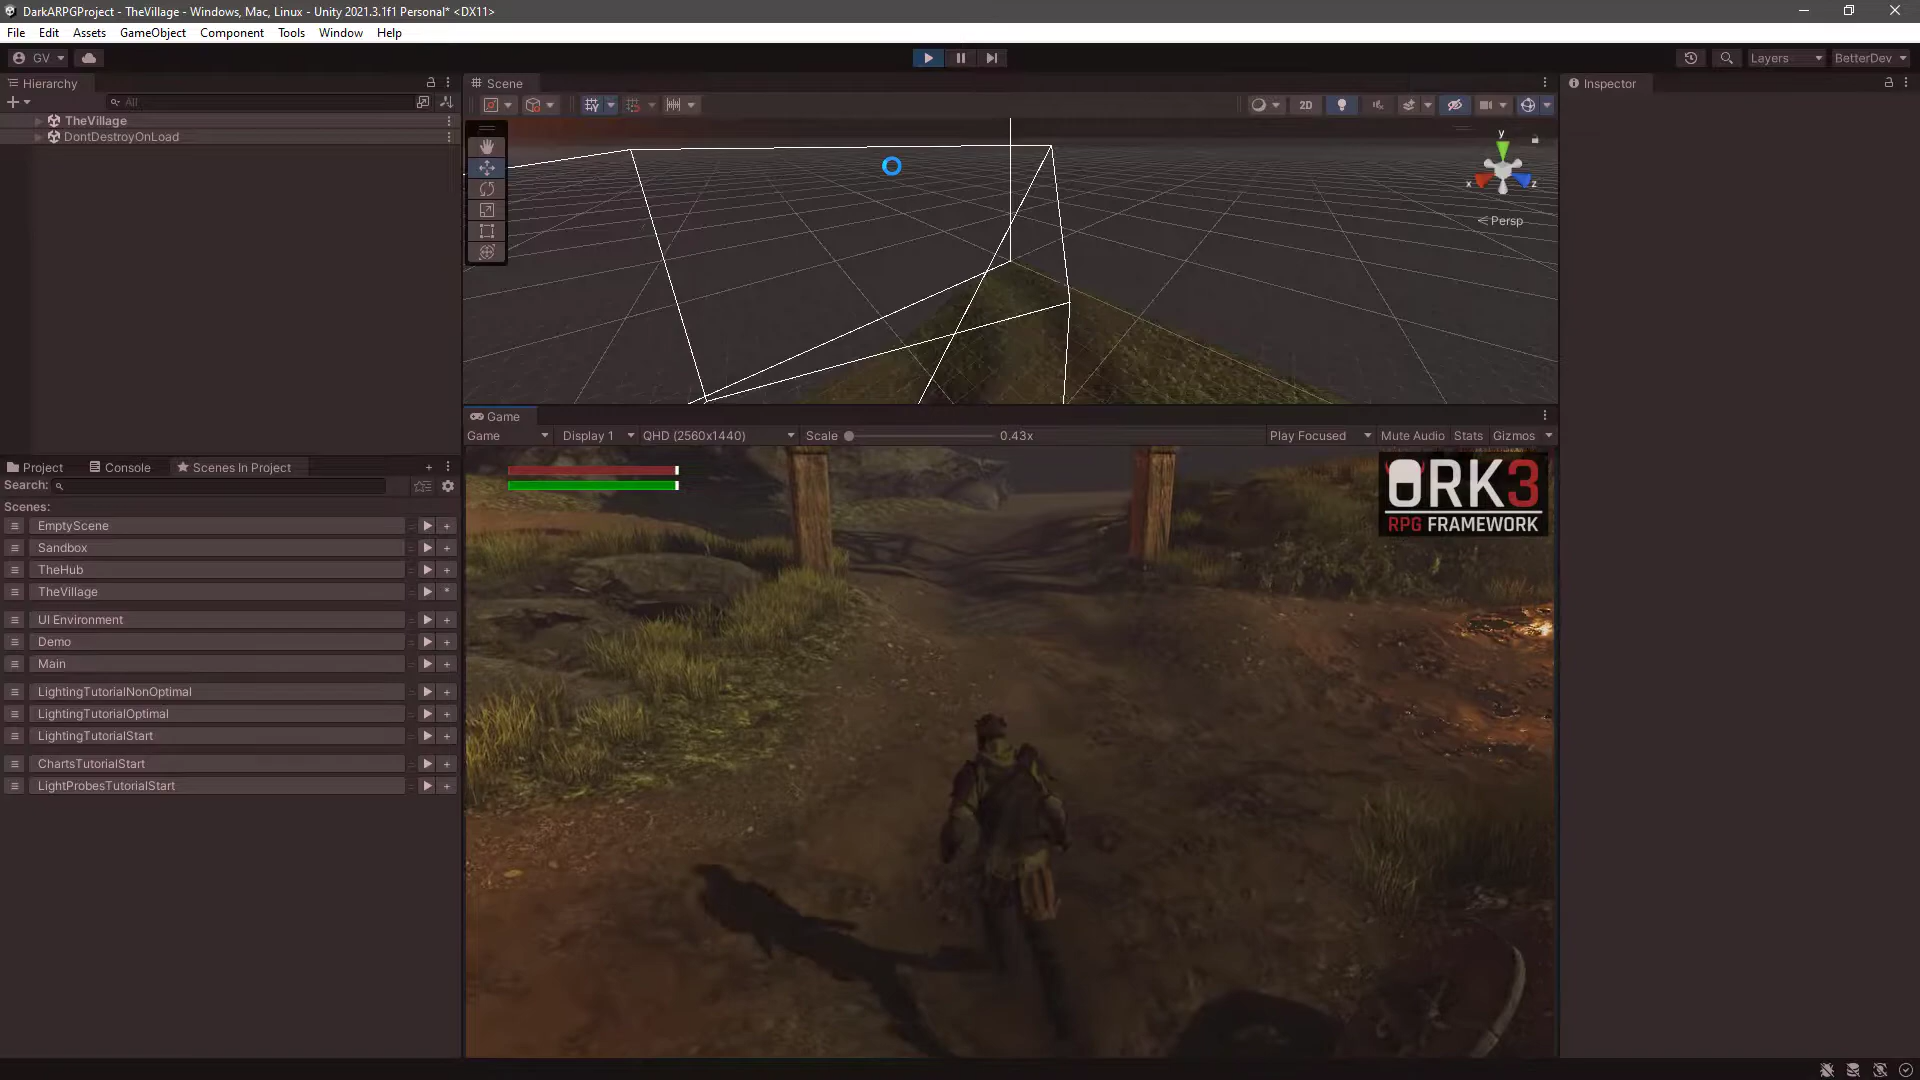 DarkARPGProject - TheVillage - Windows, Mac, Linux - Unity 2021.3.1f1 Personal* <DX11>
File Edit Assets GameObject Component Tools Window Help
GV Layers BetterDev
Hierarchy
All
TheVillage
DontDestroyOnLoad
Scene
2D
y
x
z
Persp
Inspector
Game
Game Display 1 QHD (2560x1440) Scale 0.43x Play Focused Mute Audio Stats Gizmos
ORK3
RPG FRAMEWORK
Project Console Scenes In Project
Search:
Scenes:
EmptyScene
Sandbox
TheHub
TheVillage
UI Environment
Demo
Main
LightingTutorialNonOptimal
LightingTutorialOptimal
LightingTutorialStart
ChartsTutorialStart
LightProbesTutorialStart